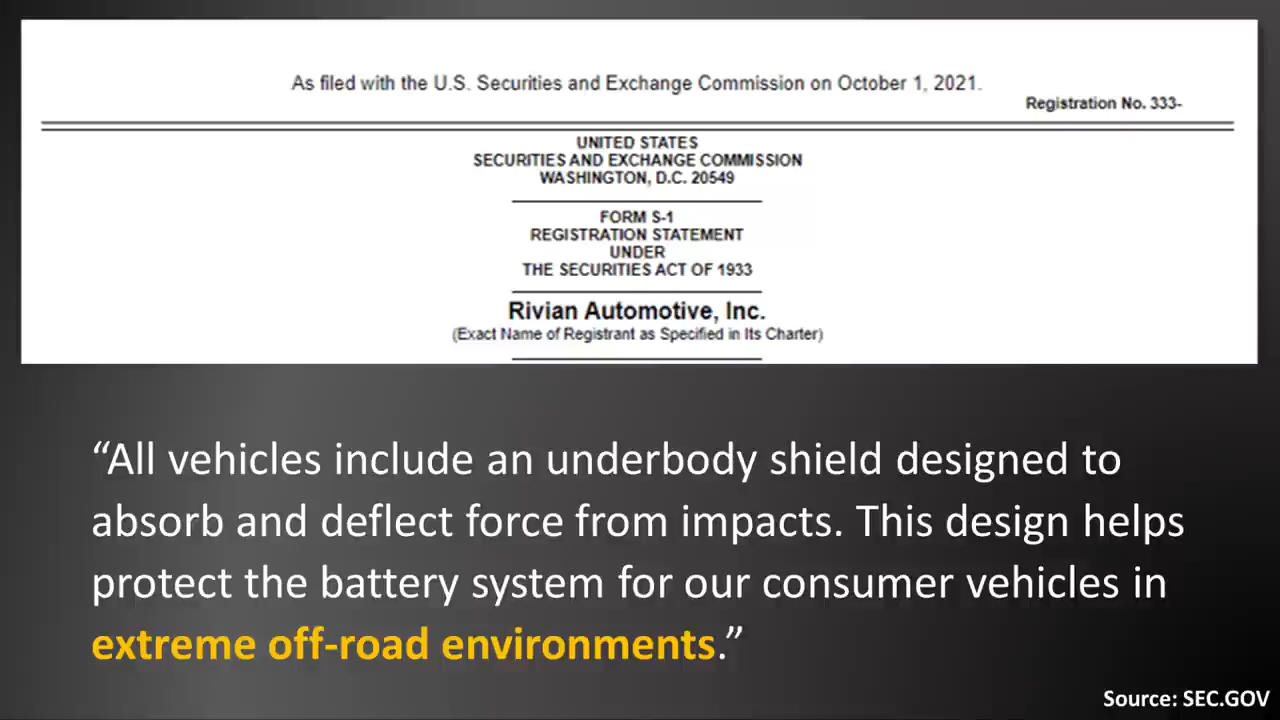 As filed with the U.S. Securities and Exchange Commission on October 1, 2021.
Registration No. 333-
UNITED STATES
SECURITIES AND EXCHANGE COMMISSION
WASHINGTON, D.C. 20549
FORM S-1
REGISTRATION STATEMENT
UNDER
THE SECURITIES ACT OF 1933
Rivian Automotive, Inc.
(Exact Name of Registrant as Specified in Its Charter)
“All vehicles include an underbody shield designed to
absorb and deflect force from impacts. This design helps
protect the battery system for our consumer vehicles in
extreme off-road environments.”
Source: SEC.GOV